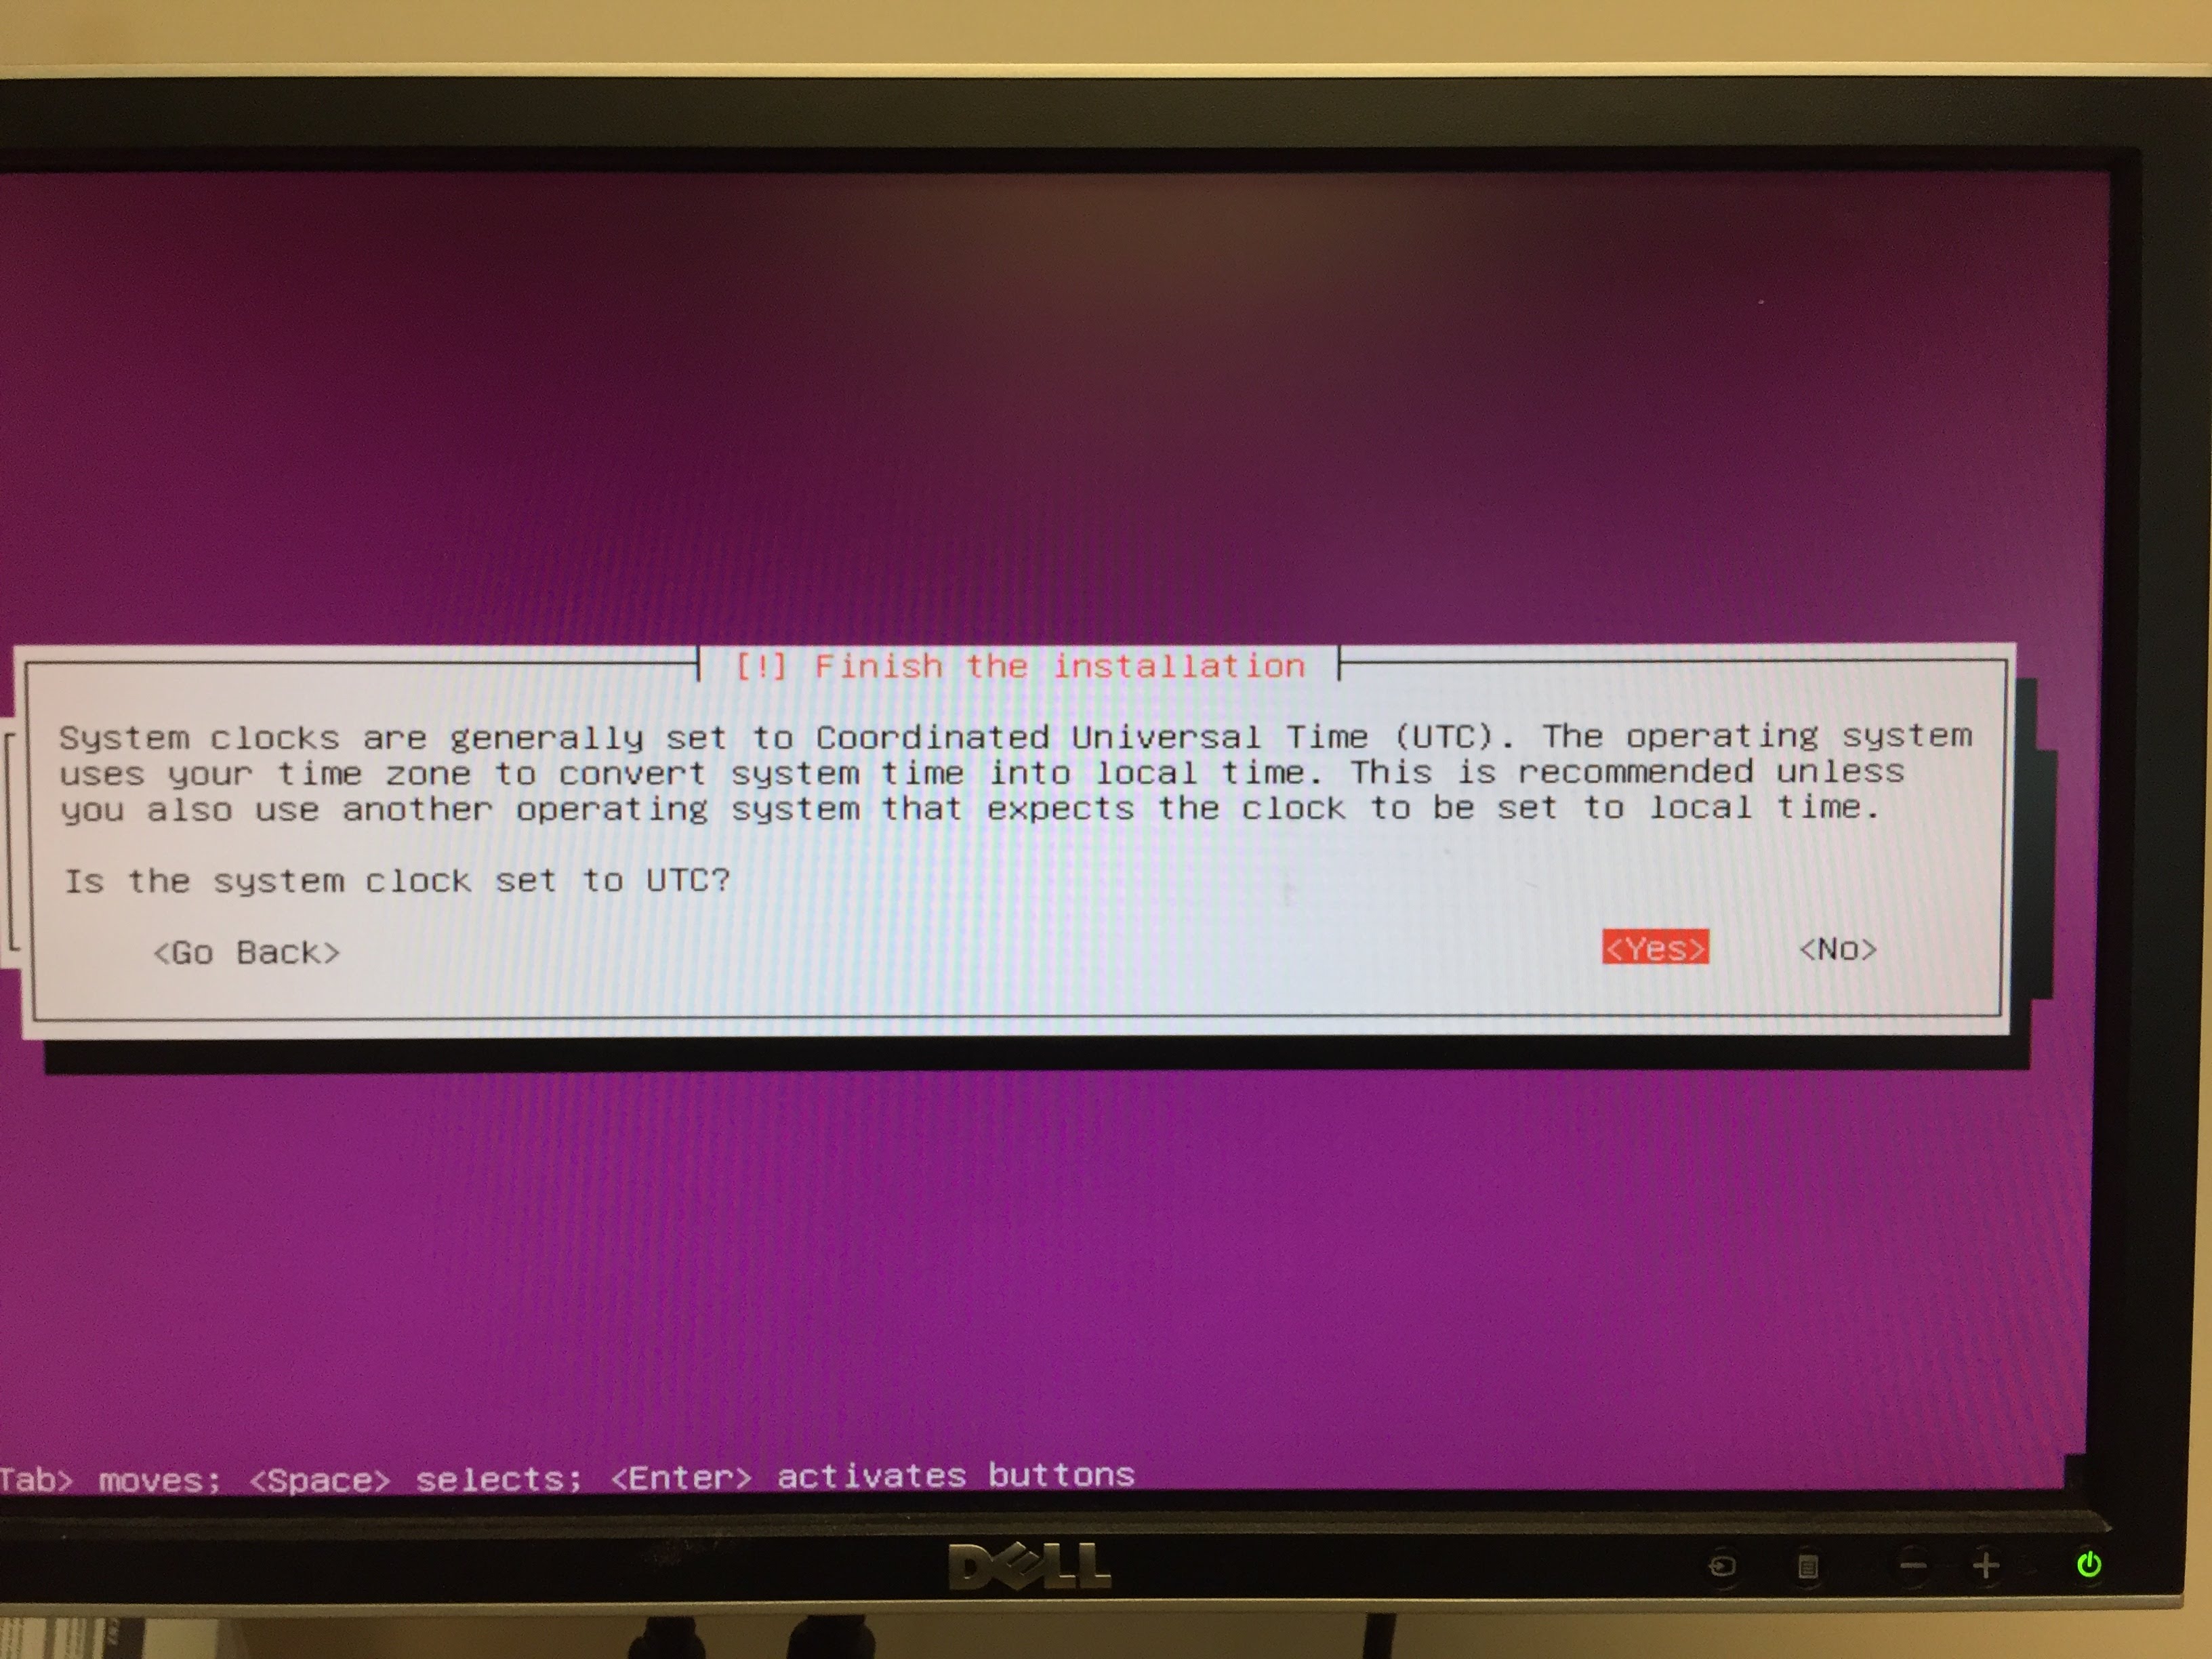 [!] Finish the installation
System clocks are generally set to Coordinated Universal Time (UTC). The operating system
uses your time zone to convert system time into local time. This is recommended unless
you also use another operating system that expects the clock to be set to local time.
Is the system clock set to UTC?
<Go Back> <Yes> <No>
Tab> moves; <Space> selects; <Enter> activates buttons
DELL